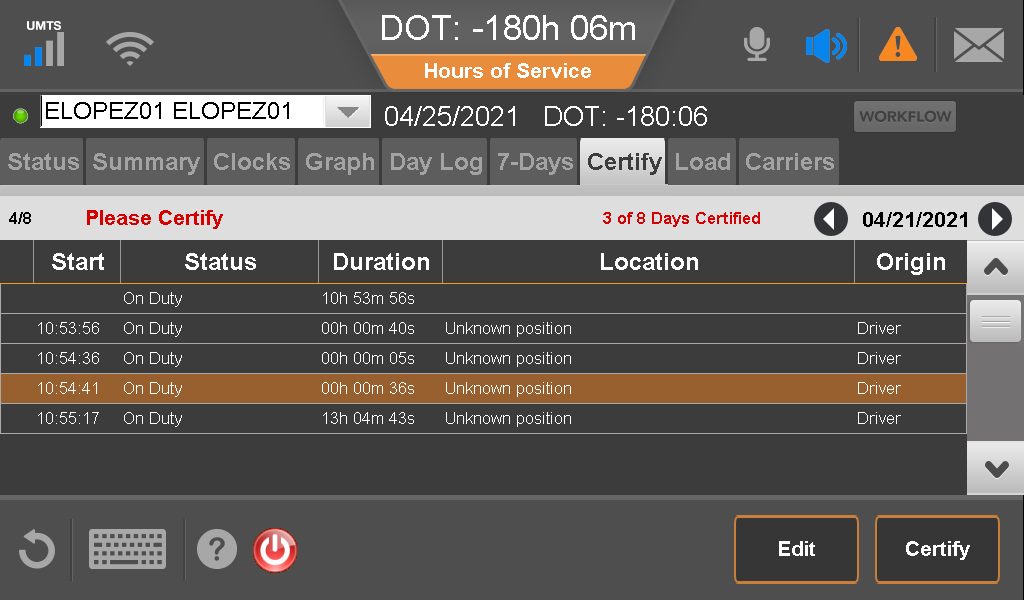 UMTS
DOT: -180h 06m
Hours of Service
ELOPEZ01 ELOPEZ01 04/25/2021 DOT: -180:06 WORKFLOW
Status Summary Clocks Graph Day Log 7-Days Certify Load Carriers
4/8 Please Certify 3 of 8 Days Certified 04/21/2021
Start Status Duration Location Origin
On Duty 10h 53m 56s
10:53:56 On Duty 00h 00m 40s Unknown position Driver
10:54:36 On Duty 00h 00m 05s Unknown position Driver
10:54:41 On Duty 00h 00m 36s Unknown position Driver
10:55:17 On Duty 13h 04m 43s Unknown position Driver
? Edit Certify